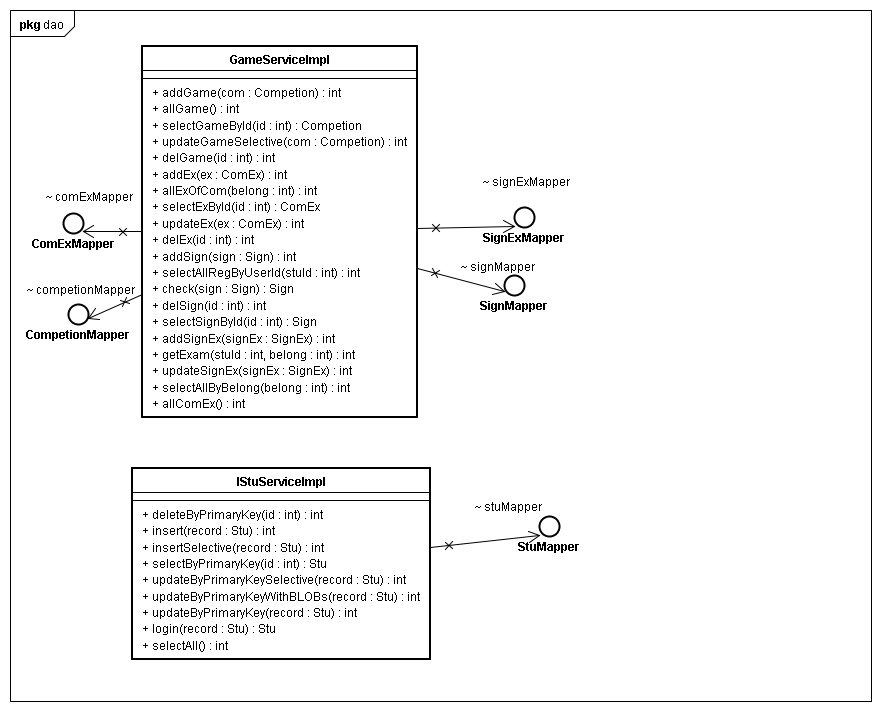 pkg dao
GameServiceImpl
+ addGame(com : Competion) : int
+ allGame() : int
+ selectGameById(id : int) : Competion
+ updateGameSelective(com : Competion) : int
+ delGame(id : int) : int
+ addEx(ex : ComEx) : int
+ allExOfCom(belong : int) : int
+ selectExById(id : int) : ComEx
+ updateEx(ex : ComEx) : int
+ delEx(id : int) : int
+ addSign(sign : Sign) : int
+ selectAllRegByUserId(stuId : int) : int
+ check(sign : Sign) : Sign
+ delSign(id : int) : int
+ selectSignById(id : int) : Sign
+ addSignEx(signEx : SignEx) : int
+ getExam(stuId : int, belong : int) : int
+ updateSignEx(signEx : SignEx) : int
+ selectAllByBelong(belong : int) : int
+ allComEx() : int
~ comExMapper
ComExMapper
~ competionMapper
CompetionMapper
~ signExMapper
SignExMapper
~ signMapper
SignMapper
IStuServiceImpl
+ deleteByPrimaryKey(id : int) : int
+ insert(record : Stu) : int
+ insertSelective(record : Stu) : int
+ selectByPrimaryKey(id : int) : Stu
+ updateByPrimaryKeySelective(record : Stu) : int
+ updateByPrimaryKeyWithBLOBs(record : Stu) : int
+ updateByPrimaryKey(record : Stu) : int
+ login(record : Stu) : Stu
+ selectAll() : int
~ stuMapper
StuMapper